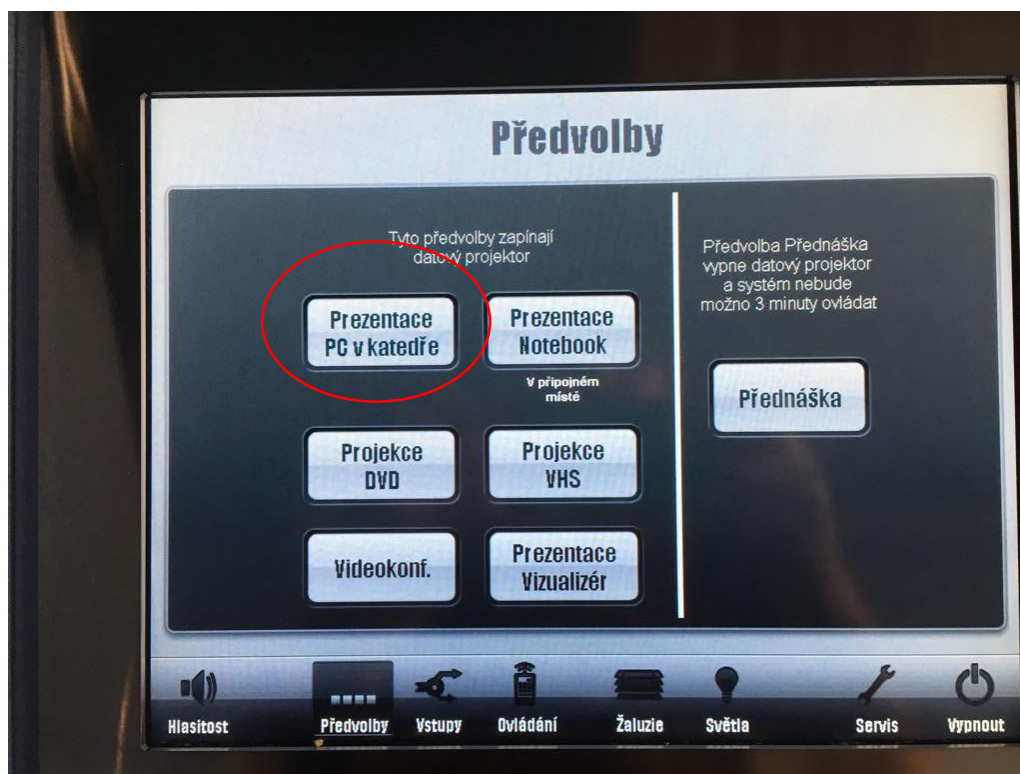 Předvolby
Tyto předvolby zapínají
datový projektor
Prezentace
PC v katedře
Prezentace
Notebook
V přípojném
místě
Projekce
DVD
Projekce
VHS
Videokonf.
Prezentace
Vizualizér
Předvolba Přednáška
vypne datový projektor
a systém nebude
možno 3 minuty ovládat
Přednáška
Hlasitost
Předvolby
Vstupy
Ovládání
Žaluzie
Světla
Servis
Vypnout